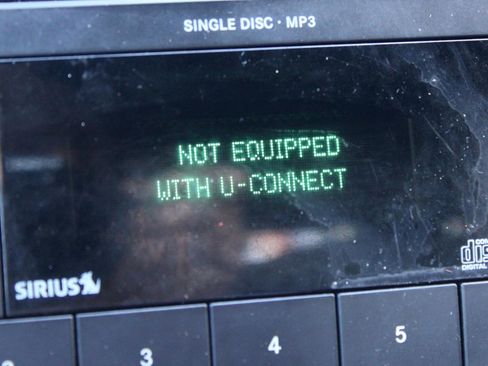 SINGLE DISC · MP3
NOT EQUIPPED
WITH U-CONNECT
SIRIUS
3
4
5